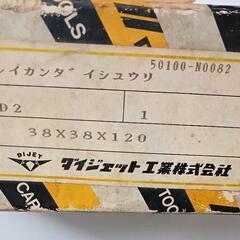 OLS
50100-N0082
レイカンダ゛イシュウリ
D2 1
38X38X120
DIJET
ダイジェット工業株式会社
CAR
TOO